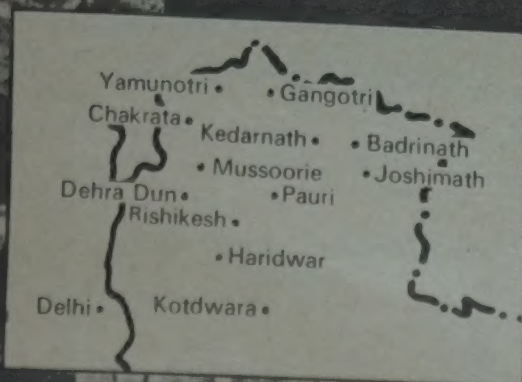 Yamunotri
Gangotri
Chakrata
Kedarnath
Badrinath
Mussoorie
Joshimath
Dehra Dun
Pauri
Rishikesh
Haridwar
Delhi
Kotdwara